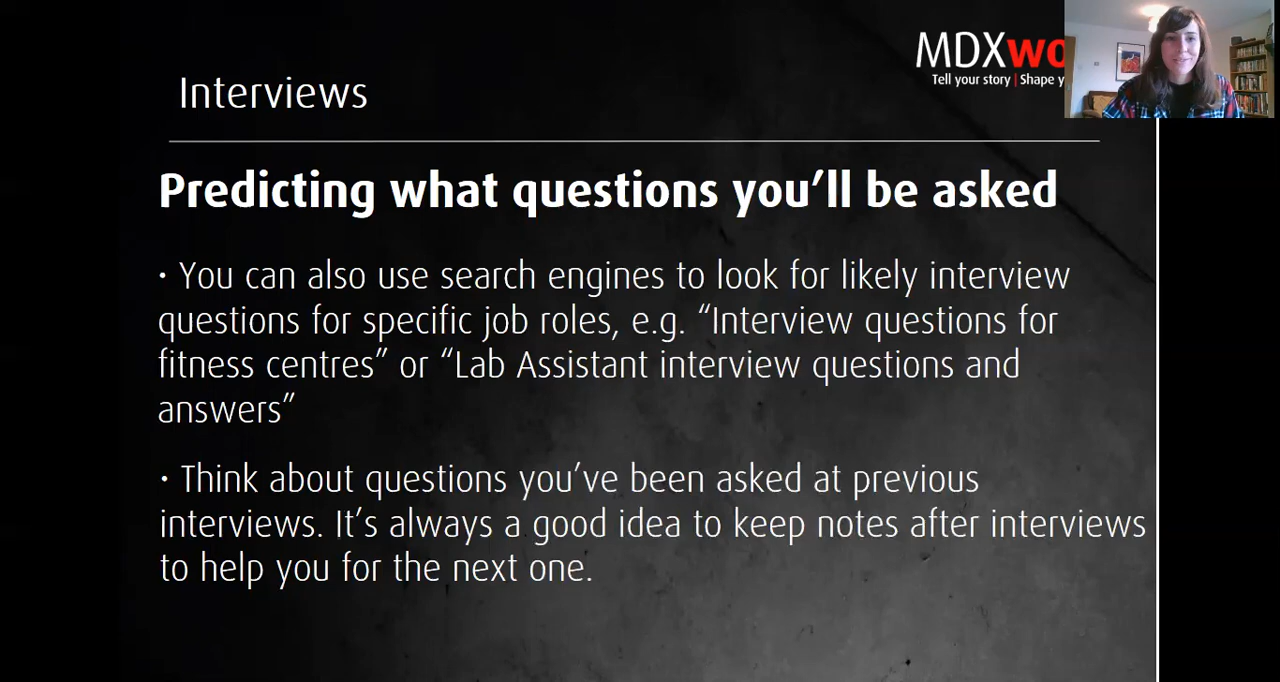 MDXwo
Tell your story | Shape y
Interviews
Predicting what questions you’ll be asked
• You can also use search engines to look for likely interview
questions for specific job roles, e.g. “Interview questions for
fitness centres” or “Lab Assistant interview questions and
answers”
• Think about questions you’ve been asked at previous
interviews. It’s always a good idea to keep notes after interviews
to help you for the next one.